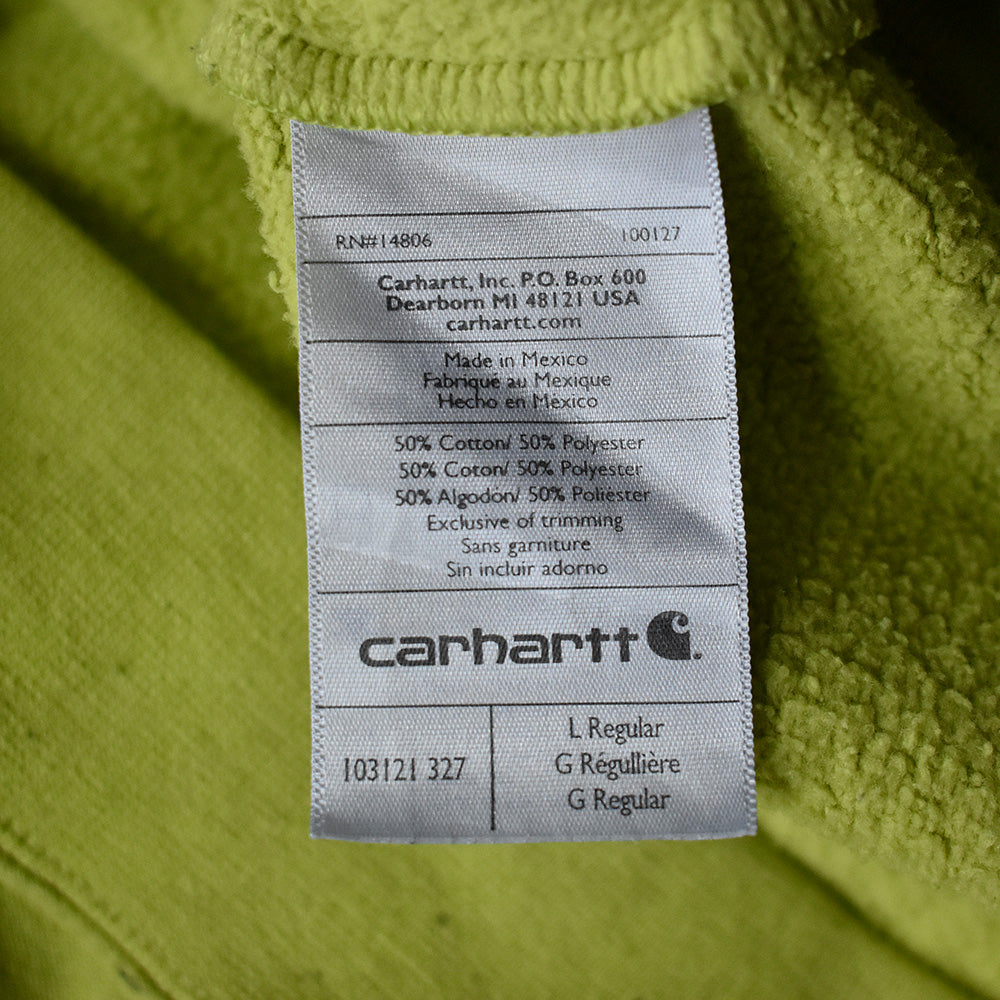 RN#14806 100127
Carhartt, Inc. P.O. Box 600
Dearborn MI 48121 USA
carhartt.com
Made in Mexico
Fabriqué au Mexique
Hecho en Mexico
50% Cotton/ 50% Polyester
50% Coton/ 50% Polyester
50% Algodón/ 50% Poliéster
Exclusive of trimming
Sans garniture
Sin incluir adorno
carhartt
103121 327
L Regular
G Régullière
G Regular